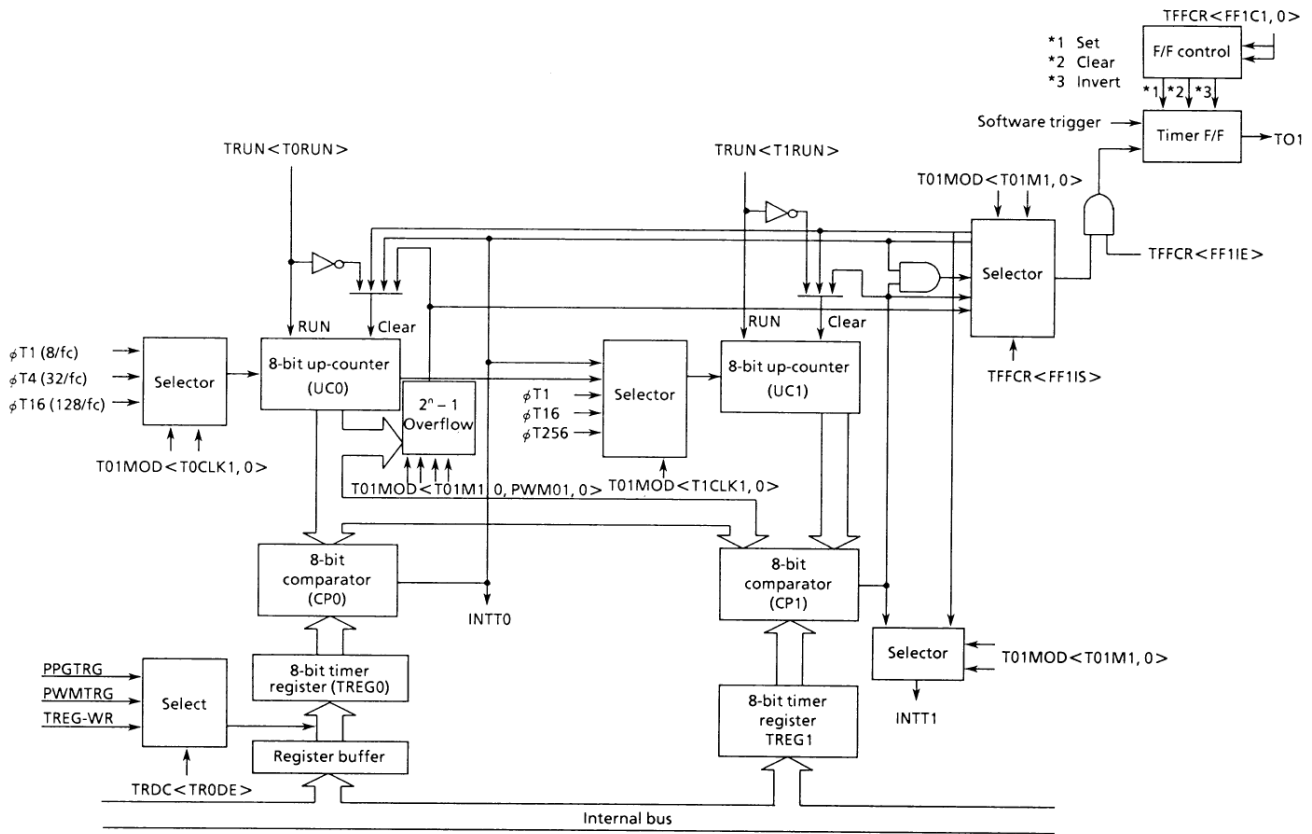 TFFCR<FF1C1, 0>
*1 Set
*2 Clear
*3 Invert
F/F control
*1 *2 *3
Software trigger
Timer F/F
TO1
TRUN<T0RUN>
TRUN<T1RUN>
T01MOD<T01M1, 0>
TFFCR<FF1IE>
Selector
RUN
Clear
RUN
Clear
TFFCR<FF1IS>
ϕT1 (8/fc)
ϕT4 (32/fc)
ϕT16 (128/fc)
Selector
8-bit up-counter
(UC0)
2ⁿ – 1
Overflow
ϕT1
ϕT16
ϕT256
Selector
8-bit up-counter
(UC1)
T01MOD<T0CLK1, 0>
T01MOD<T01M1, 0, PWM01, 0>
T01MOD<T1CLK1, 0>
8-bit
comparator
(CP0)
INTT0
8-bit
comparator
(CP1)
Selector
T01MOD<T01M1, 0>
INTT1
PPGTRG
PWMTRG
TREG-WR
Select
8-bit timer
register (TREG0)
Register buffer
8-bit timer
register
TREG1
TRDC<TR0DE>
Internal bus